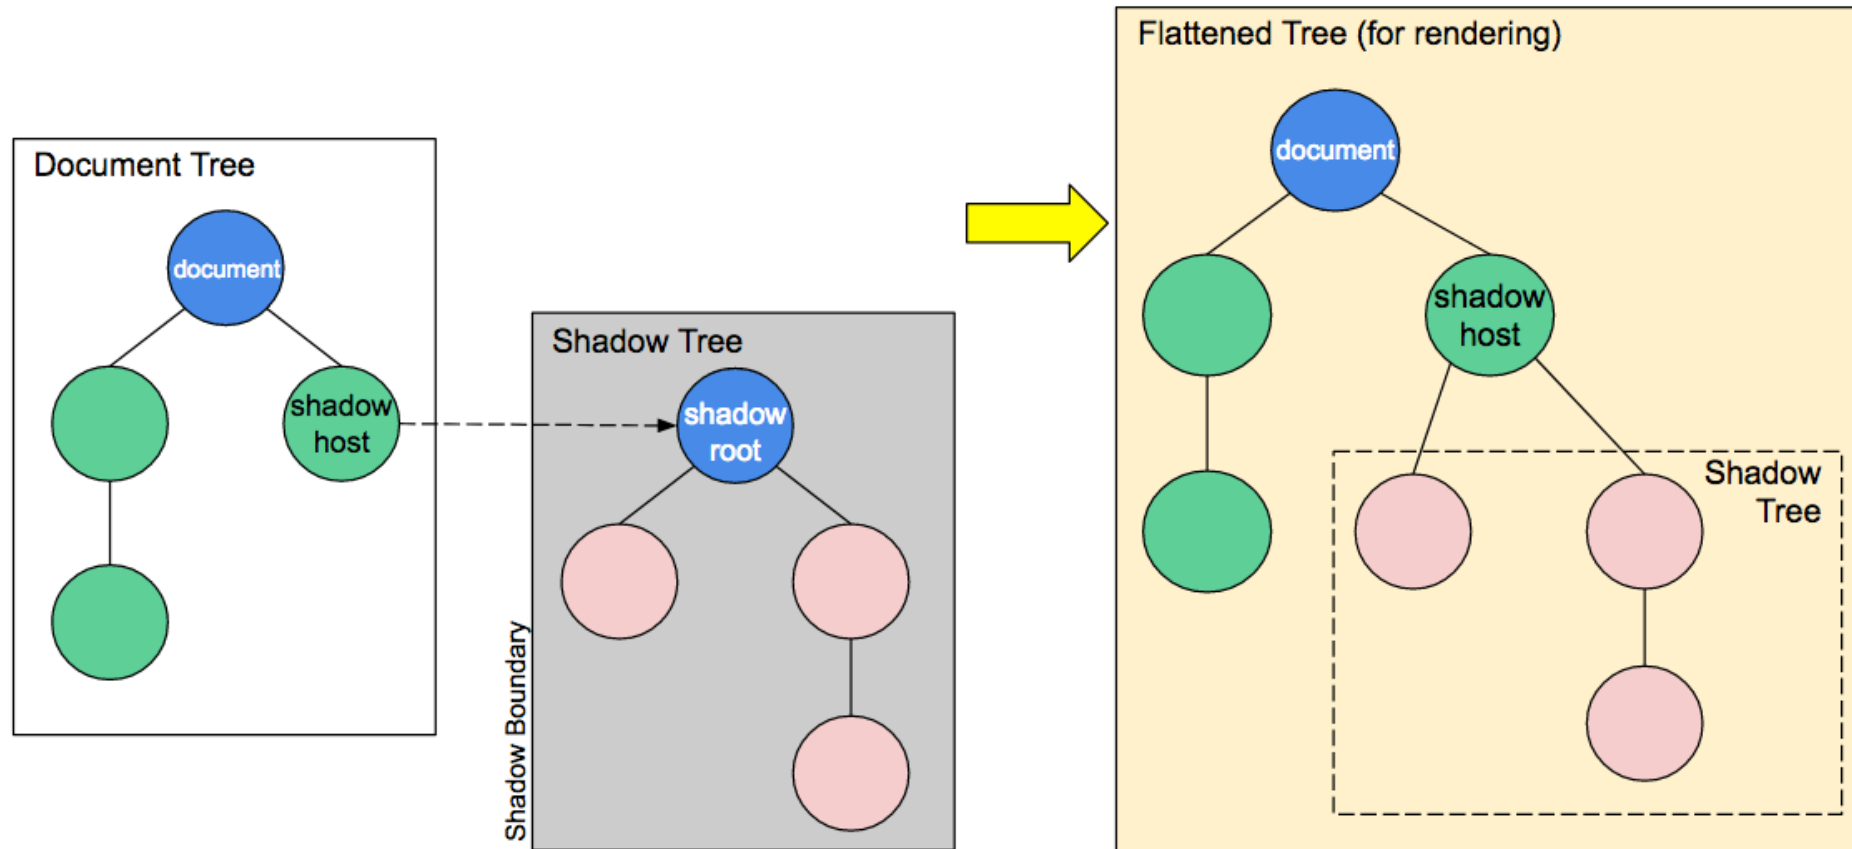 Document Tree
document
shadow
host
Shadow Tree
shadow
root
Shadow Boundary
Flattened Tree (for rendering)
document
shadow
host
Shadow
Tree